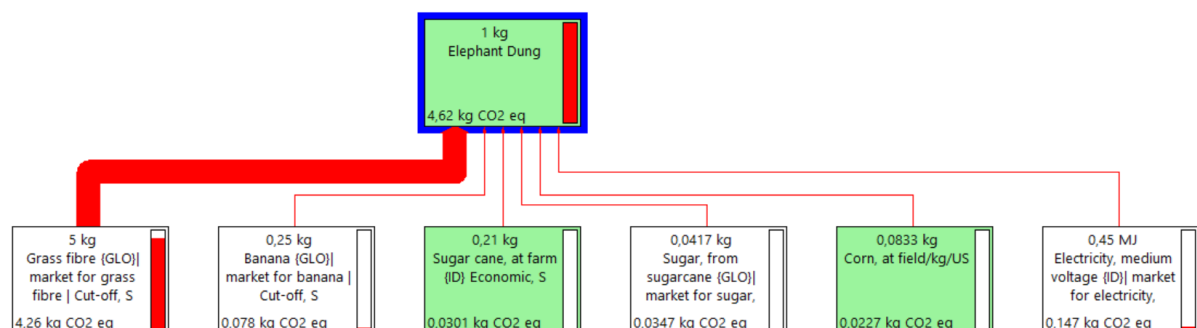 1 kg
Elephant Dung
4,62 kg CO2 eq
5 kg
Grass fibre {GLO}|
market for grass
fibre | Cut-off, S
4,26 kg CO2 eq
0,25 kg
Banana {GLO}|
market for banana |
Cut-off, S
0,078 kg CO2 eq
0,21 kg
Sugar cane, at farm
{ID} Economic, S
0,0301 kg CO2 eq
0,0417 kg
Sugar, from
sugarcane {GLO}|
market for sugar,
0,0347 kg CO2 eq
0,0833 kg
Corn, at field/kg/US
0,0227 kg CO2 eq
0,45 MJ
Electricity, medium
voltage {ID}| market
for electricity,
0,147 kg CO2 eq